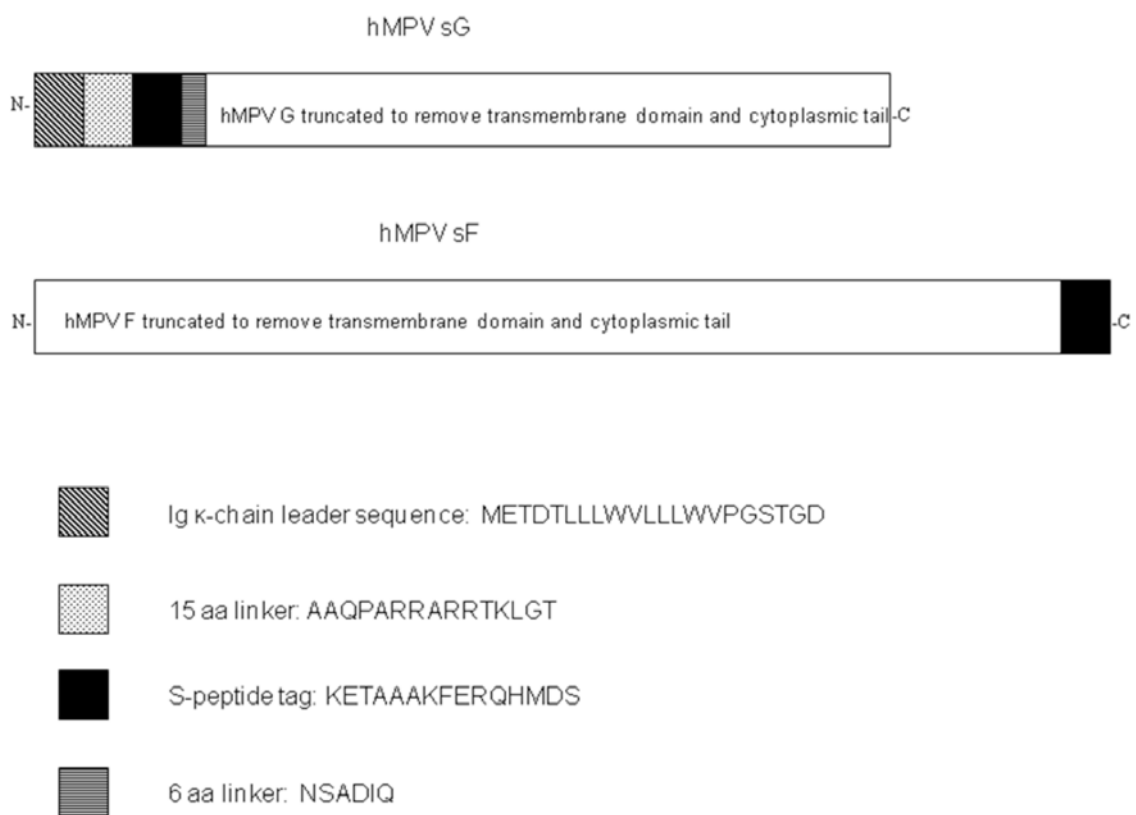 hMPV sG
N- hMPV G truncated to remove transmembrane domain and cytoplasmic tail -C
hMPV sF
N- hMPV F truncated to remove transmembrane domain and cytoplasmic tail -C
Ig κ-chain leader sequence: METDTLLLWVLLLWVPGSTGD
15 aa linker: AAQPARRARRTKLGT
S-peptide tag: KETAAAKFERQHMDS
6 aa linker: NSADIQ